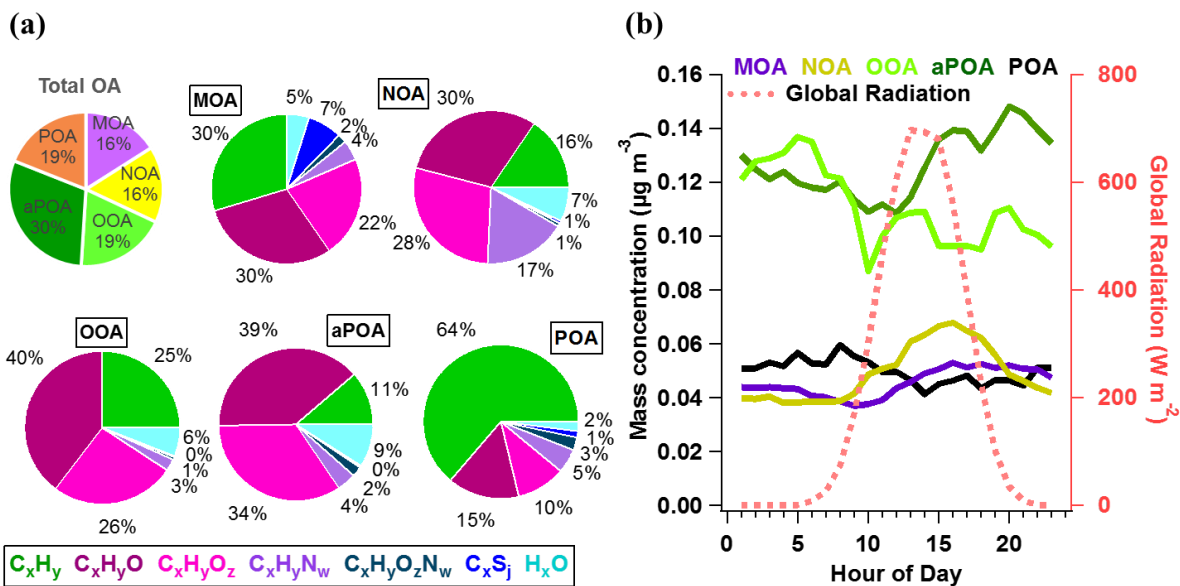 (a)
(b)
Total OA
POA
19%
MOA
16%
NOA
16%
OOA
19%
aPOA
30%
MOA
5%
7%
2%
4%
22%
30%
30%
NOA
30%
16%
7%
1%
1%
17%
28%
OOA
40%
25%
6%
0%
1%
3%
26%
aPOA
39%
11%
9%
0%
2%
4%
34%
POA
64%
2%
1%
3%
5%
10%
15%
CxHy CxHyO CxHyOz CxHyNw CxHyOzNw CxSj HxO
MOA NOA OOA aPOA POA
Global Radiation
Mass concentration (µg m-3)
0.16
0.14
0.12
0.10
0.08
0.06
0.04
0.02
0.00
0 5 10 15 20
Hour of Day
800
600
400
200
0
Global Radiation (W m-2)